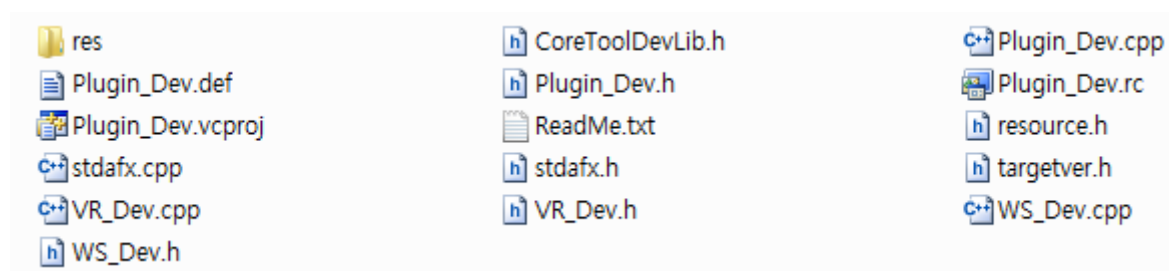 res CoreToolDevLib.h Plugin_Dev.cpp
Plugin_Dev.def Plugin_Dev.h Plugin_Dev.rc
Plugin_Dev.vcproj ReadMe.txt resource.h
stdafx.cpp stdafx.h targetver.h
VR_Dev.cpp VR_Dev.h WS_Dev.cpp
WS_Dev.h